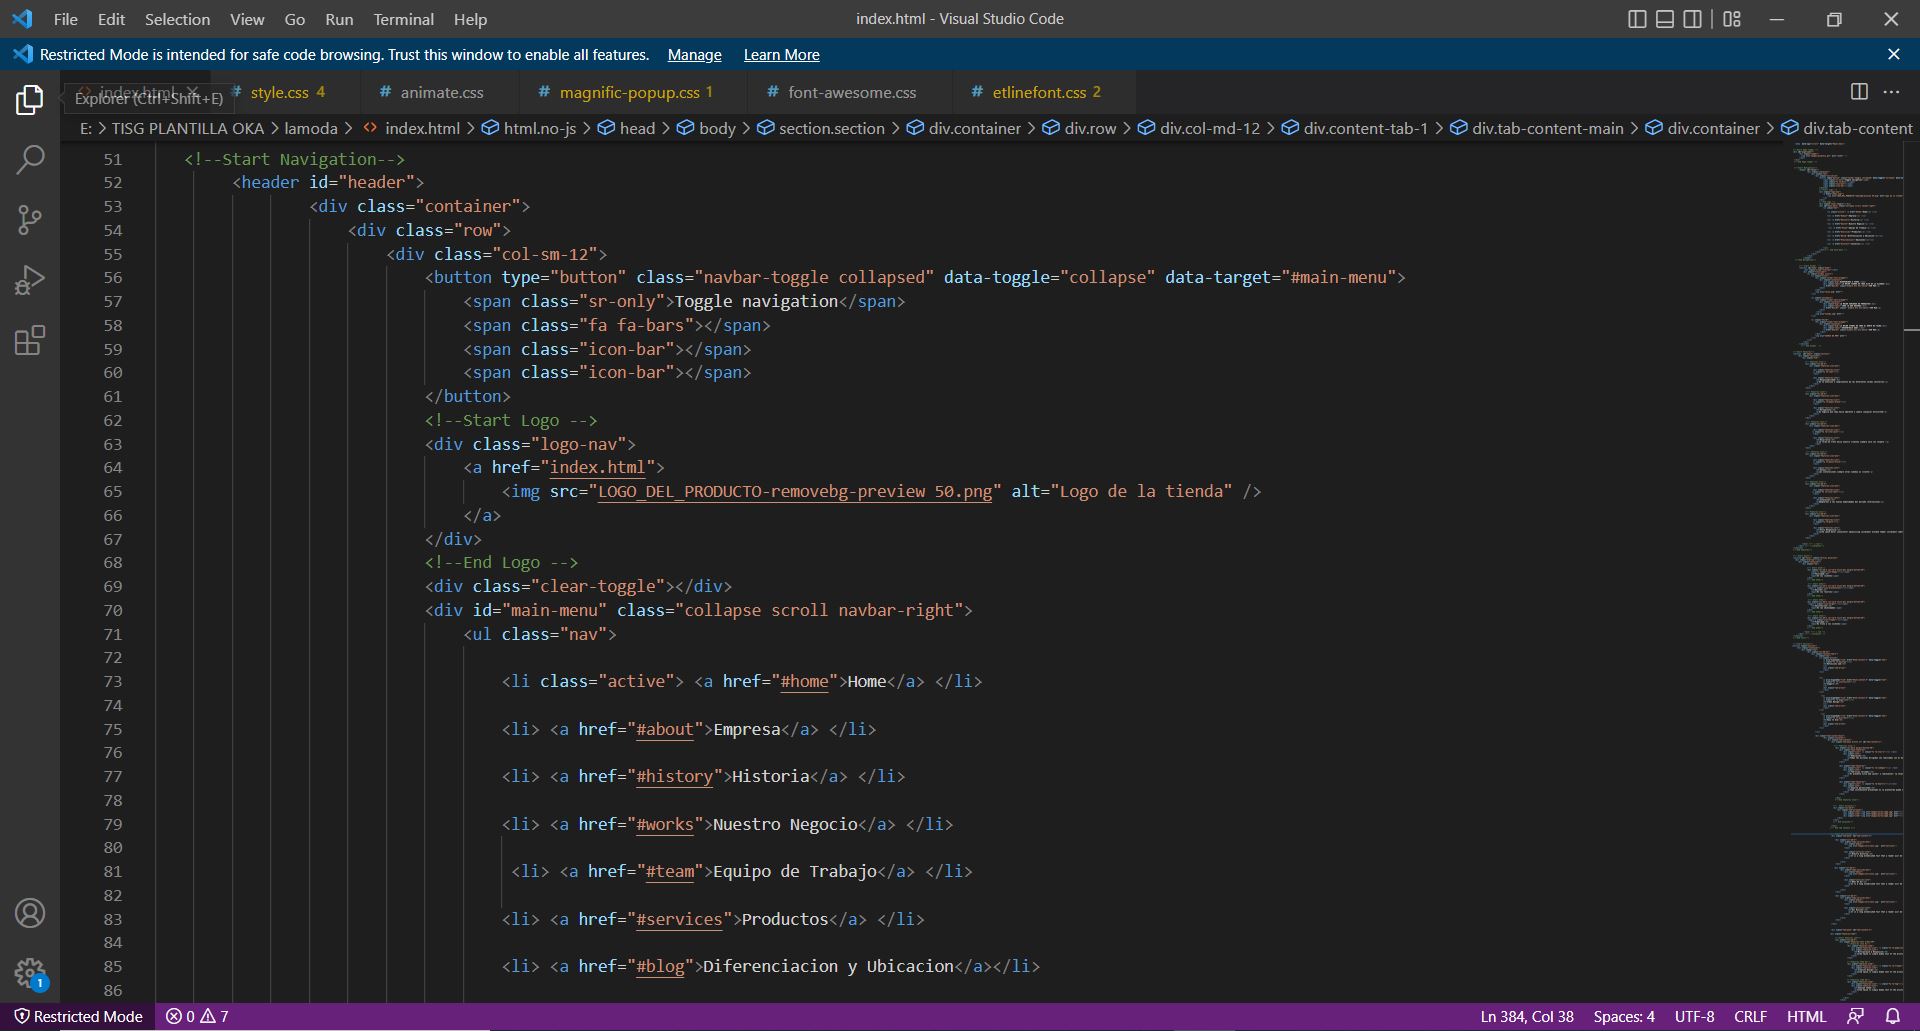 File Edit Selection View Go Run Terminal Help index.html - Visual Studio Code
Restricted Mode is intended for safe code browsing. Trust this window to enable all features. Manage Learn More
index.html # style.css 4 # animate.css # magnific-popup.css 1 # font-awesome.css # etlinefont.css 2
Explorer (Ctrl+Shift+E)
E: > TISG PLANTILLA OKA > lamoda > <> index.html > html.no-js > head > body > section.section > div.container > div.row > div.col-md-12 > div.content-tab-1 > div.tab-content-main > div.container > div.tab-content
51 <!--Start Navigation-->
52 <header id="header">
53 <div class="container">
54 <div class="row">
55 <div class="col-sm-12">
56 <button type="button" class="navbar-toggle collapsed" data-toggle="collapse" data-target="#main-menu">
57 <span class="sr-only">Toggle navigation</span>
58 <span class="fa fa-bars"></span>
59 <span class="icon-bar"></span>
60 <span class="icon-bar"></span>
61 </button>
62 <!--Start Logo -->
63 <div class="logo-nav">
64 <a href="index.html">
65 <img src="LOGO_DEL_PRODUCTO-removebg-preview 50.png" alt="Logo de la tienda" />
66 </a>
67 </div>
68 <!--End Logo -->
69 <div class="clear-toggle"></div>
70 <div id="main-menu" class="collapse scroll navbar-right">
71 <ul class="nav">
72
73 <li class="active"> <a href="#home">Home</a> </li>
74
75 <li> <a href="#about">Empresa</a> </li>
76
77 <li> <a href="#history">Historia</a> </li>
78
79 <li> <a href="#works">Nuestro Negocio</a> </li>
80
81 <li> <a href="#team">Equipo de Trabajo</a> </li>
82
83 <li> <a href="#services">Productos</a> </li>
84
85 <li> <a href="#blog">Diferenciacion y Ubicacion</a></li>
86
1
Restricted Mode 0 7 Ln 384, Col 38 Spaces: 4 UTF-8 CRLF HTML